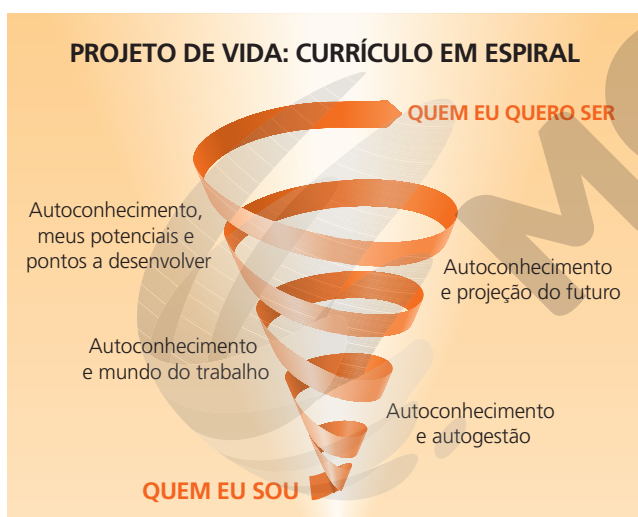 PROJETO DE VIDA: CURRÍCULO EM ESPIRAL
QUEM EU QUERO SER
Autoconhecimento,
meus potenciais e
pontos a desenvolver
Autoconhecimento
e projeção do futuro
Autoconhecimento
e mundo do trabalho
Autoconhecimento
e autogestão
QUEM EU SOU